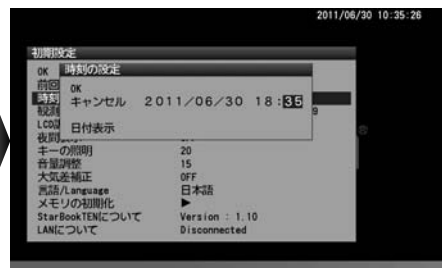 2011/06/30 10:35:26
初期設定
OK
時刻の設定
OK
キャンセル 2011/06/30 18:35
日付表示
前回
時刻
9
LCD
夜間
キーの照明 20
音量調整 15
大気差補正 OFF
言語/Language 日本語
メモリの初期化 ▶
StarBookTENについて Version : 1.10
LANについて Disconnected